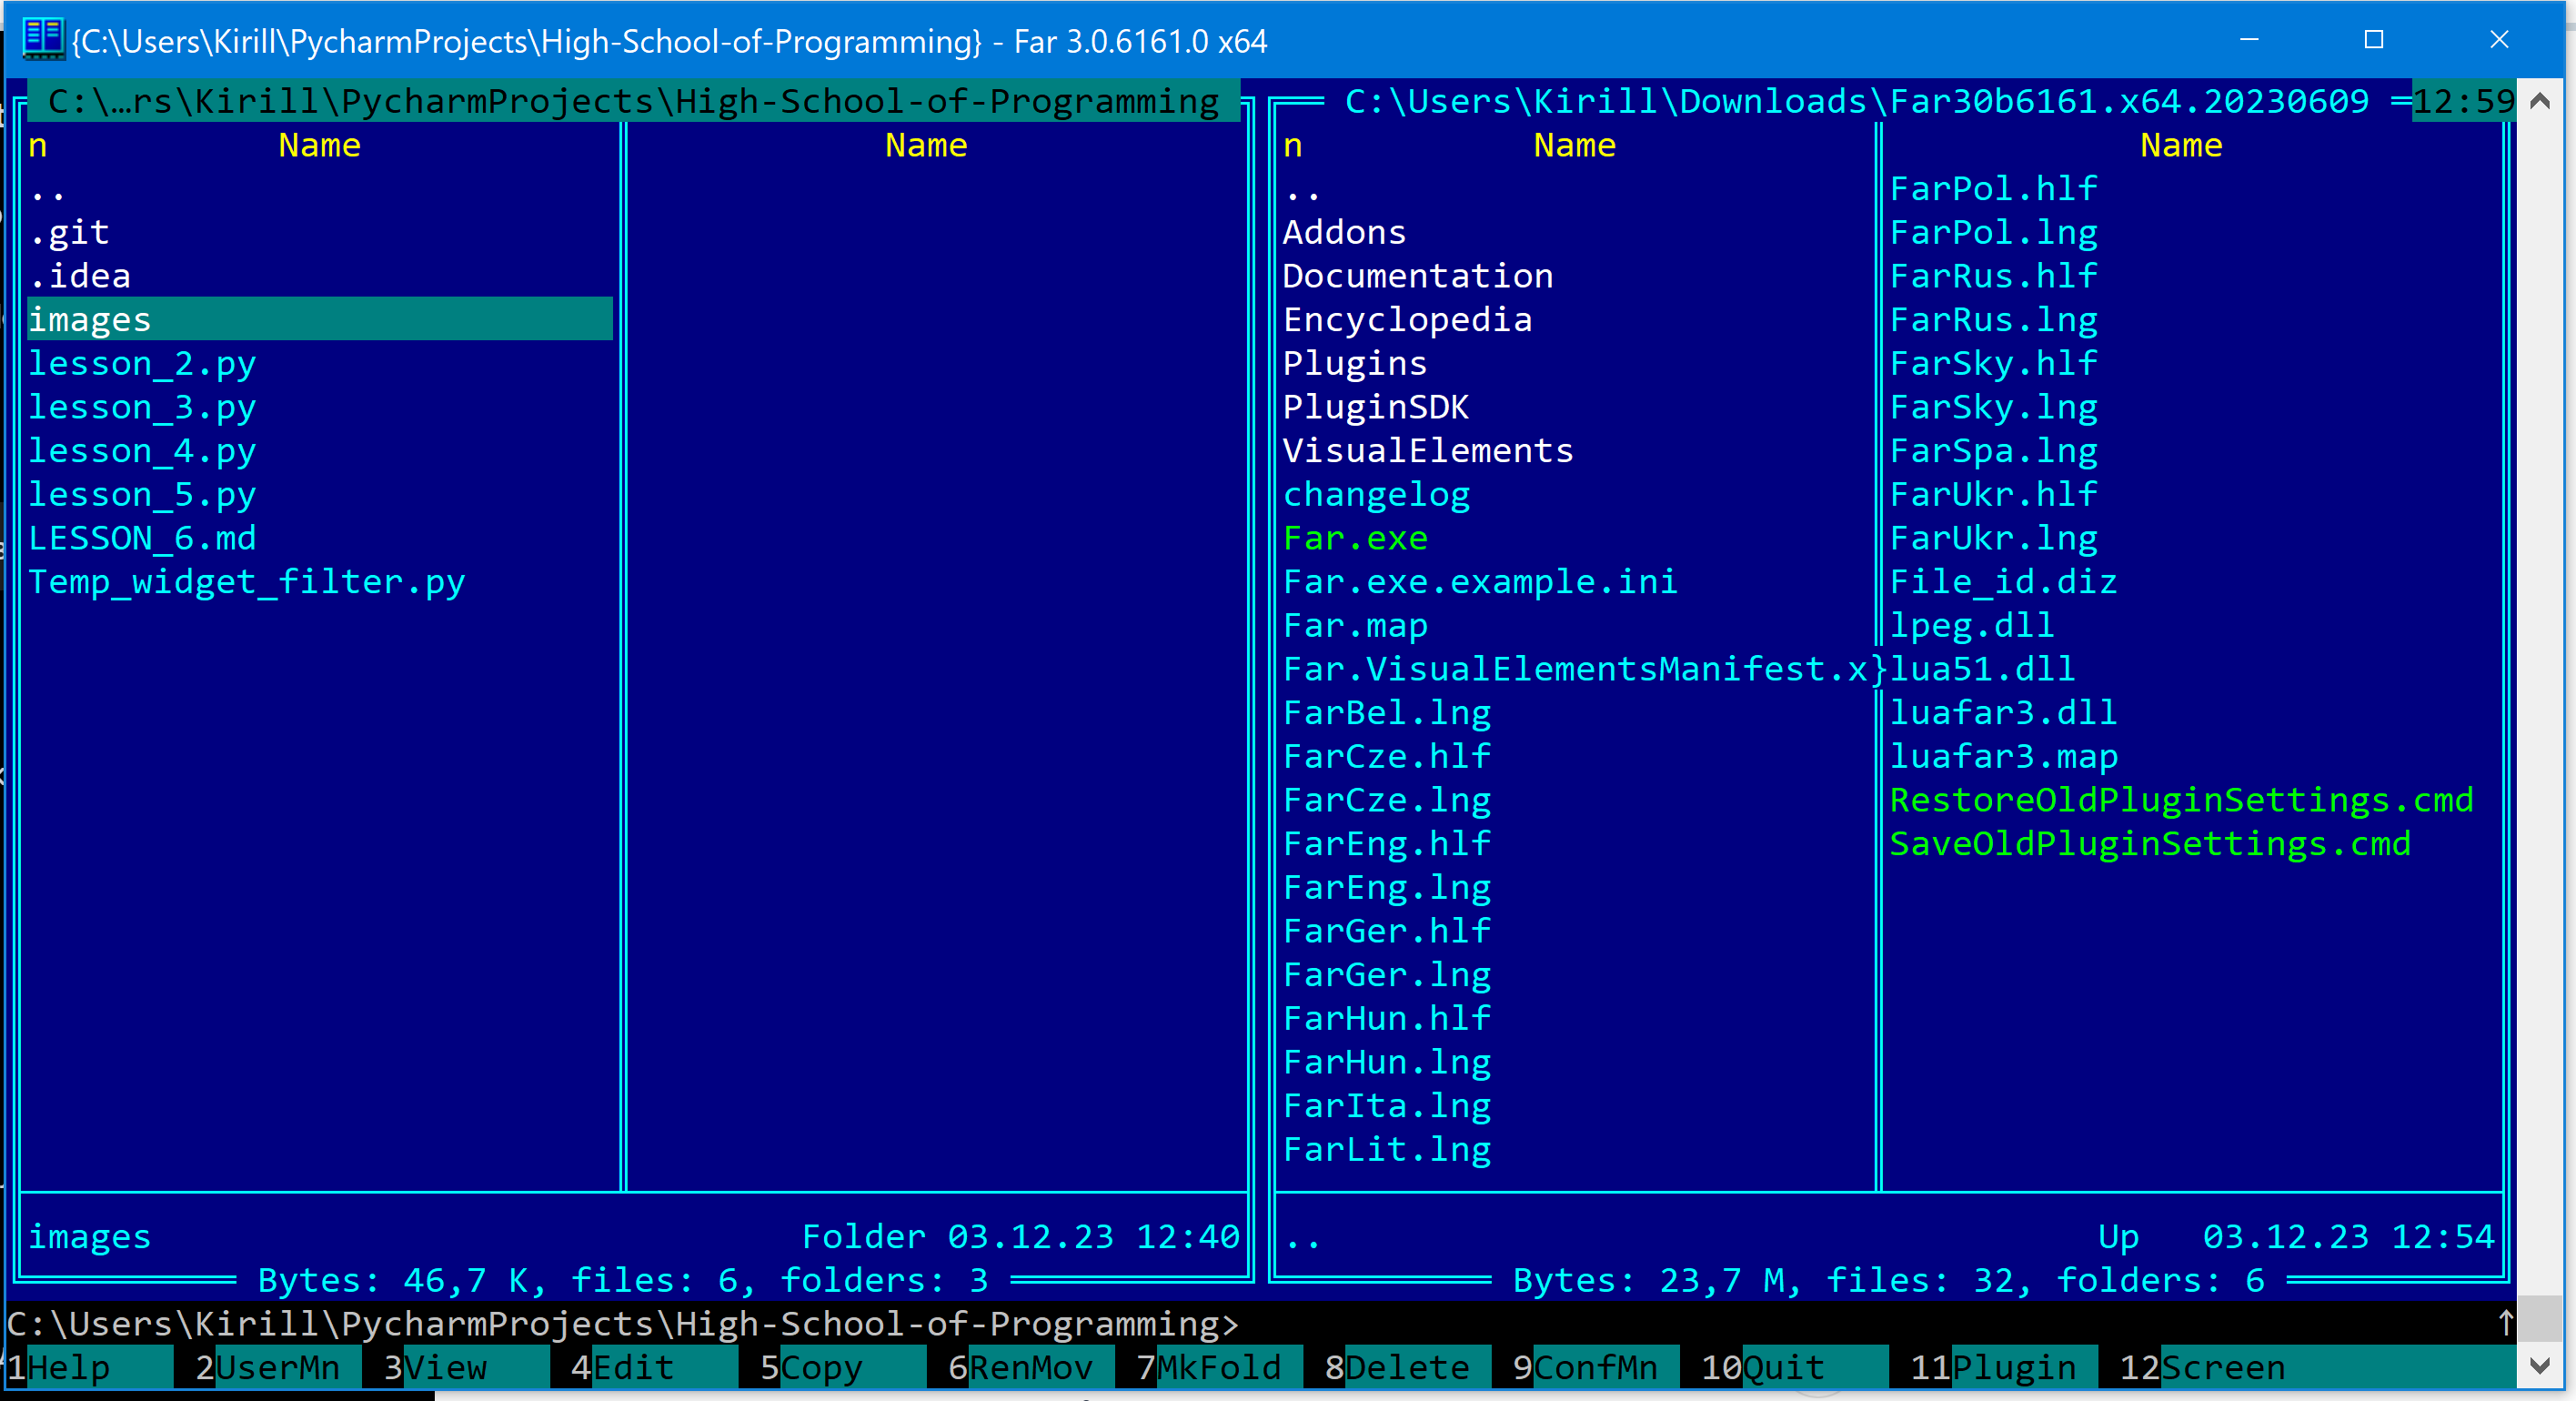 {C:\Users\Kirill\PycharmProjects\High-School-of-Programming} - Far 3.0.6161.0 x64
C:\…rs\Kirill\PycharmProjects\High-School-of-Programming
n Name Name
..
.git
.idea
images
lesson_2.py
lesson_3.py
lesson_4.py
lesson_5.py
LESSON_6.md
Temp_widget_filter.py
images Folder 03.12.23 12:40
Bytes: 46,7 K, files: 6, folders: 3
C:\Users\Kirill\Downloads\Far30b6161.x64.20230609 12:59
n Name
..
Addons
Documentation
Encyclopedia
Plugins
PluginSDK
VisualElements
changelog
Far.exe
Far.exe.example.ini
Far.map
Far.VisualElementsManifest.x}
FarBel.lng
FarCze.hlf
FarCze.lng
FarEng.hlf
FarEng.lng
FarGer.hlf
FarGer.lng
FarHun.hlf
FarHun.lng
FarIta.lng
FarLit.lng
Name
FarPol.hlf
FarPol.lng
FarRus.hlf
FarRus.lng
FarSky.hlf
FarSky.lng
FarSpa.lng
FarUkr.hlf
FarUkr.lng
File_id.diz
lpeg.dll
lua51.dll
luafar3.dll
luafar3.map
RestoreOldPluginSettings.cmd
SaveOldPluginSettings.cmd
.. Up 03.12.23 12:54
Bytes: 23,7 M, files: 32, folders: 6
C:\Users\Kirill\PycharmProjects\High-School-of-Programming> ↑
1Help 2UserMn 3View 4Edit 5Copy 6RenMov 7MkFold 8Delete 9ConfMn 10Quit 11Plugin 12Screen